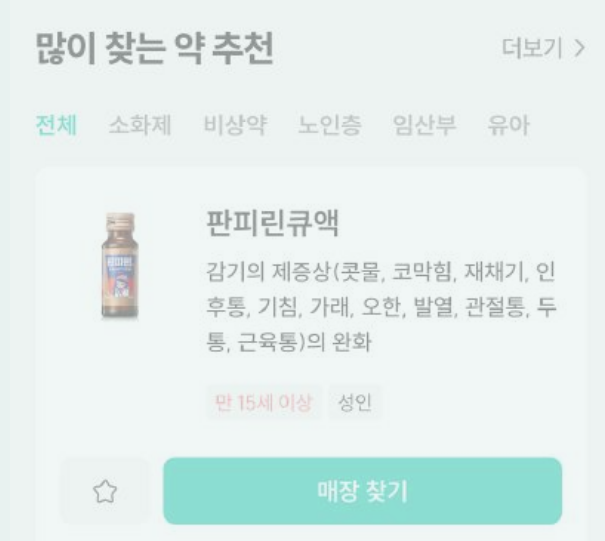 많이 찾는 약 추천
더보기 >
전체 소화제 비상약 노인층 임산부 유아
판피린큐액
감기의 제증상(콧물, 코막힘, 재채기, 인
후통, 기침, 가래, 오한, 발열, 관절통, 두
통, 근육통)의 완화
만 15세 이상 성인
매장 찾기